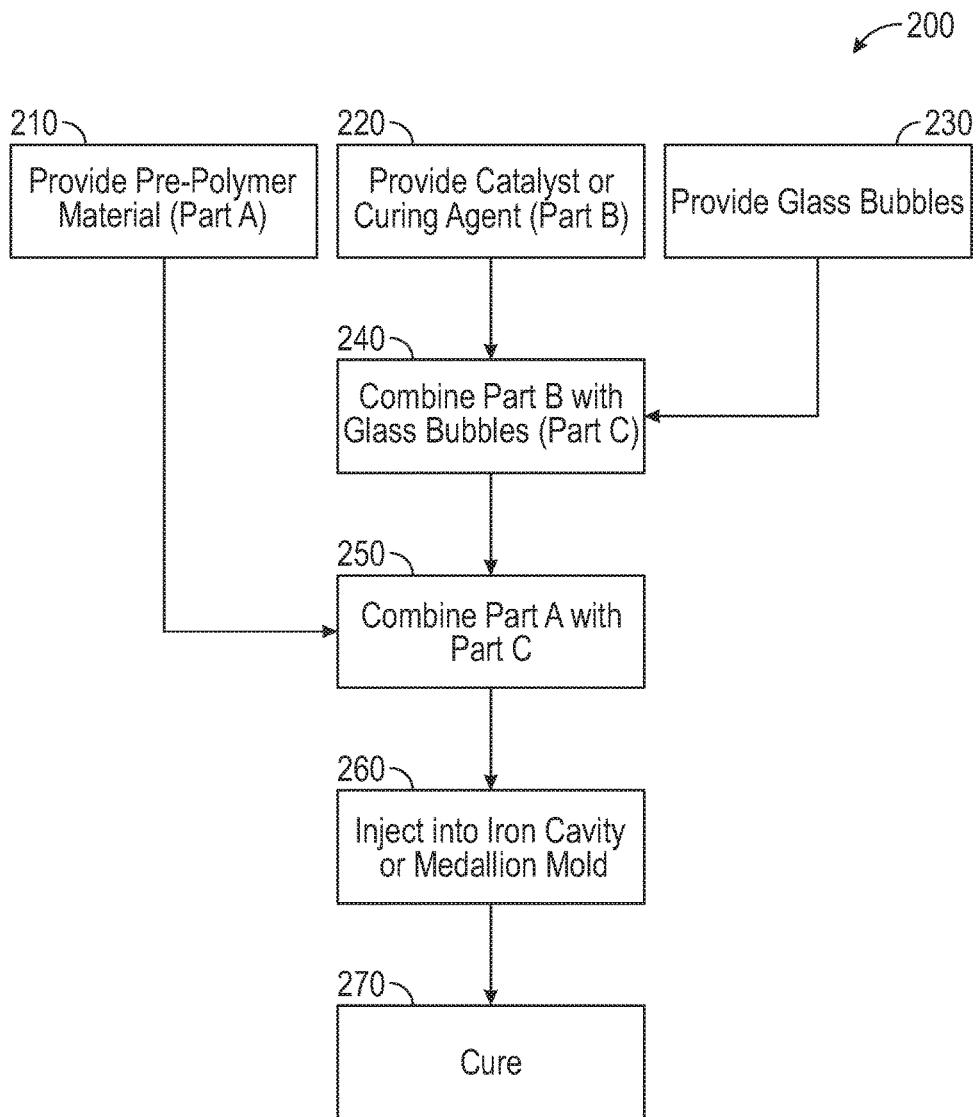 200
210
Provide Pre-Polymer
Material (Part A)
220
Provide Catalyst or
Curing Agent (Part B)
230
Provide Glass Bubbles
240
Combine Part B with
Glass Bubbles (Part C)
250
Combine Part A with
Part C
260
Inject into Iron Cavity
or Medallion Mold
270
Cure